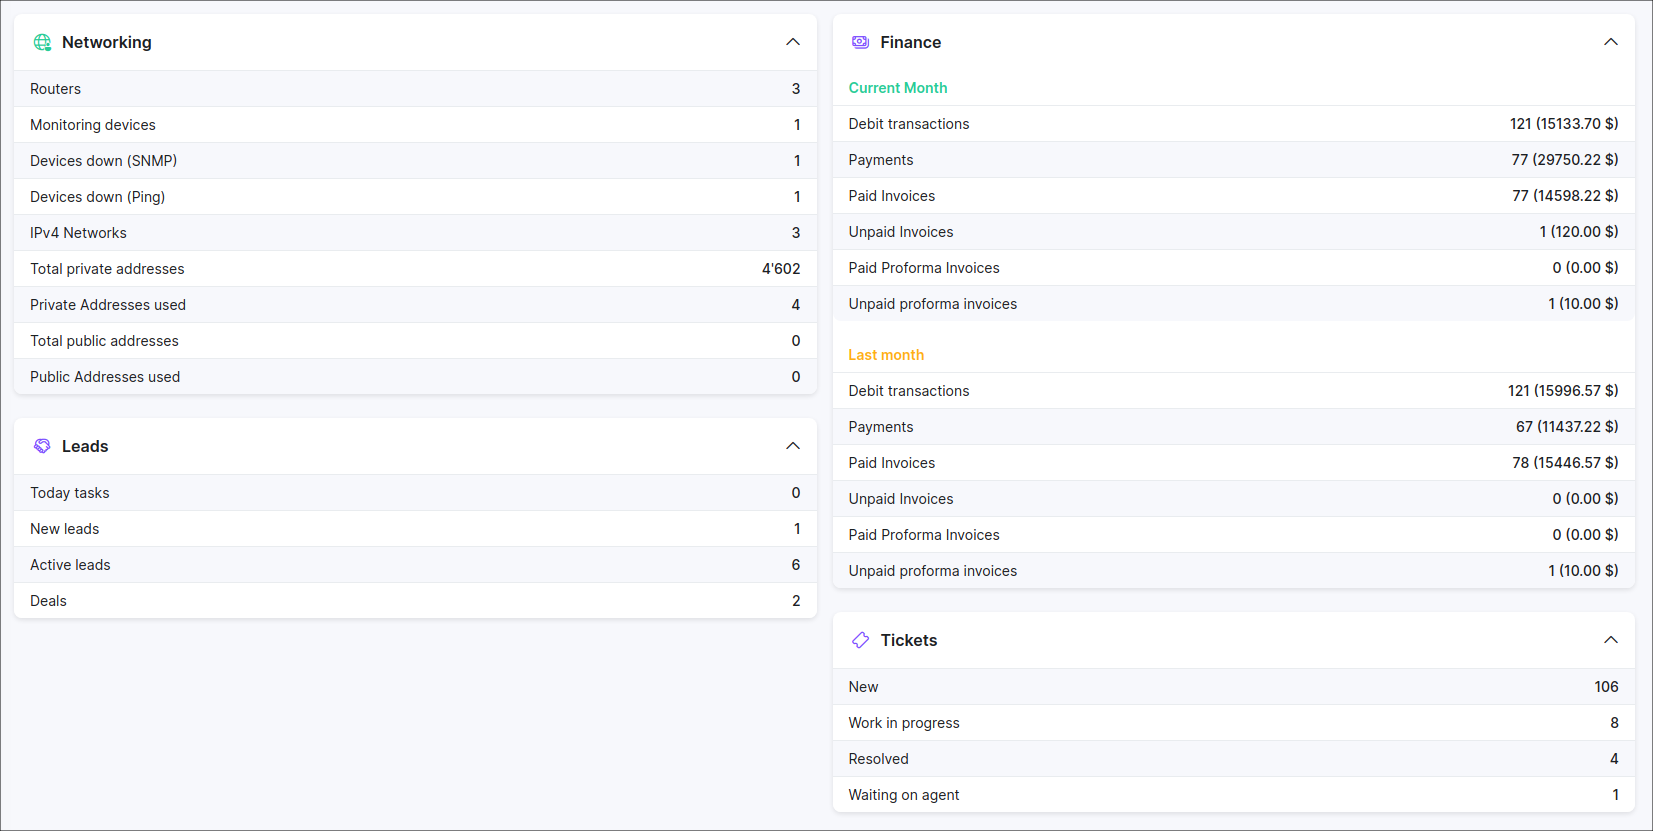 Networking
Routers 3
Monitoring devices 1
Devices down (SNMP) 1
Devices down (Ping) 1
IPv4 Networks 3
Total private addresses 4'602
Private Addresses used 4
Total public addresses 0
Public Addresses used 0
Leads
Today tasks 0
New leads 1
Active leads 6
Deals 2
Finance
Current Month
Debit transactions 121 (15133.70 $)
Payments 77 (29750.22 $)
Paid Invoices 77 (14598.22 $)
Unpaid Invoices 1 (120.00 $)
Paid Proforma Invoices 0 (0.00 $)
Unpaid proforma invoices 1 (10.00 $)
Last month
Debit transactions 121 (15996.57 $)
Payments 67 (11437.22 $)
Paid Invoices 78 (15446.57 $)
Unpaid Invoices 0 (0.00 $)
Paid Proforma Invoices 0 (0.00 $)
Unpaid proforma invoices 1 (10.00 $)
Tickets
New 106
Work in progress 8
Resolved 4
Waiting on agent 1